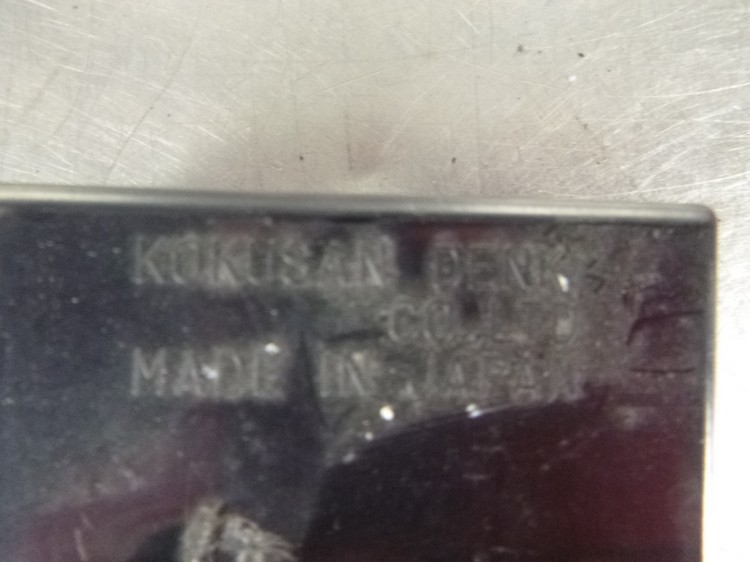 KOKUSAN DENKI
CO.,LTD
MADE IN JAPAN